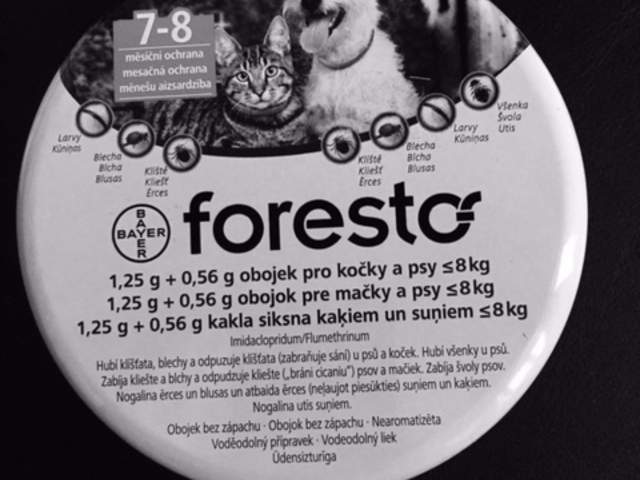 7-8
měsíční ochrana
mesačná ochrana
mēnešu aizsardzība
Larvy
Kūniņas
Blecha
Blcha
Blusas
Klíště
Kliešť
Ērces
Klíště
Kliešť
Ērces
Blecha
Blcha
Blusas
Larvy
Kūniņas
Všenka
Švola
Utis
BAYER
BAYER
foresto
1,25 g + 0,56 g obojek pro kočky a psy ≤8kg
1,25 g + 0,56 g obojok pre mačky a psy ≤8kg
1,25 g + 0,56 g kakla siksna kaķiem un suņiem ≤8kg
Imidaclopridum/Flumethrinum
Hubí klíšťata, blechy a odpuzuje klíšťata (zabraňuje sání) u psů a koček. Hubí všenky u psů.
Zabíja kliešte a blchy a odpudzuje kliešte („bráni cicaniu“) psov a mačiek. Zabíja švoly psov.
Nogalina ērces un blusas un atbaida ērces (neļaujot piesūkties) suņiem un kaķiem.
Nogalina utis suņiem.
Obojek bez zápachu · Obojok bez zápachu · Nearomatizēta
Voděodolný přípravek · Vodeodolný liek
Ūdensizturīga